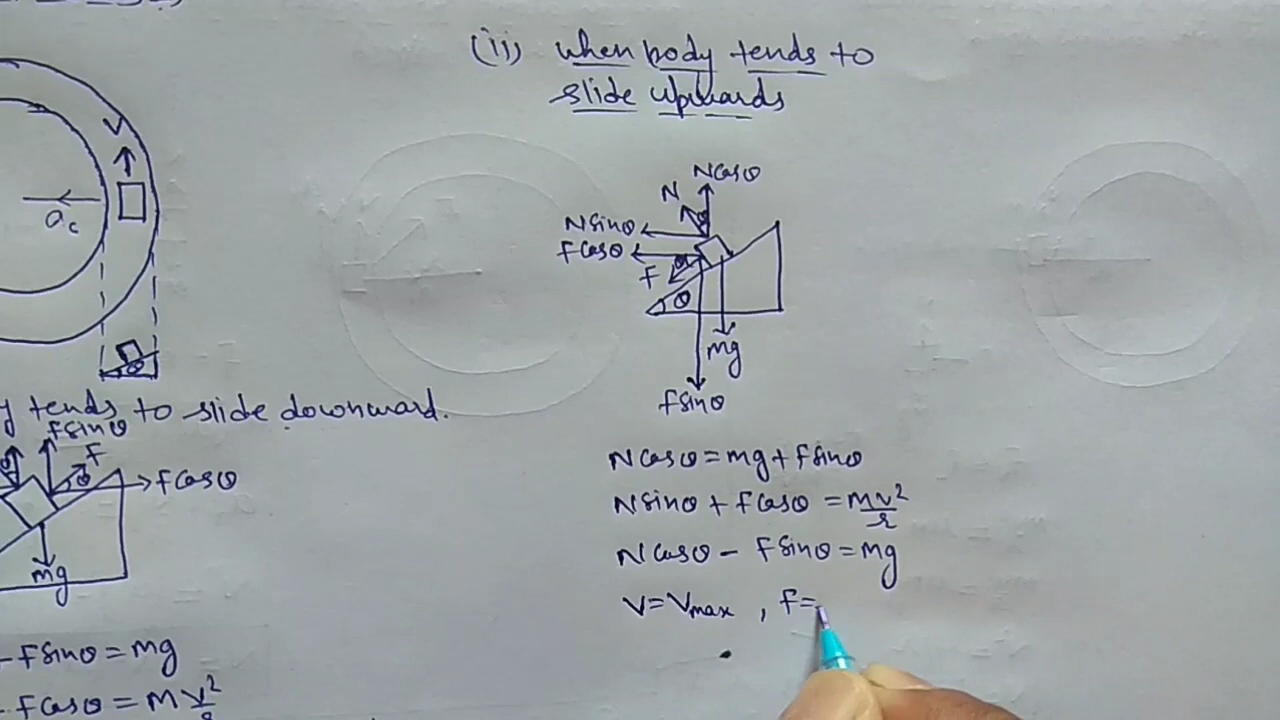 (ii) when body tends to
slide upwards
V
ac
Ncosθ
N
Nsinθ
Fcosθ
θ
F
θ
mg
fsinθ
y tends to slide downward.
fsinθ
F
θ
Fcosθ
mg
- Fsinθ = mg
- Fcosθ = MV²
Ncosθ = mg + Fsinθ
Nsinθ + Fcosθ = MV²/r
Ncosθ - Fsinθ = mg
V = Vmax , f =